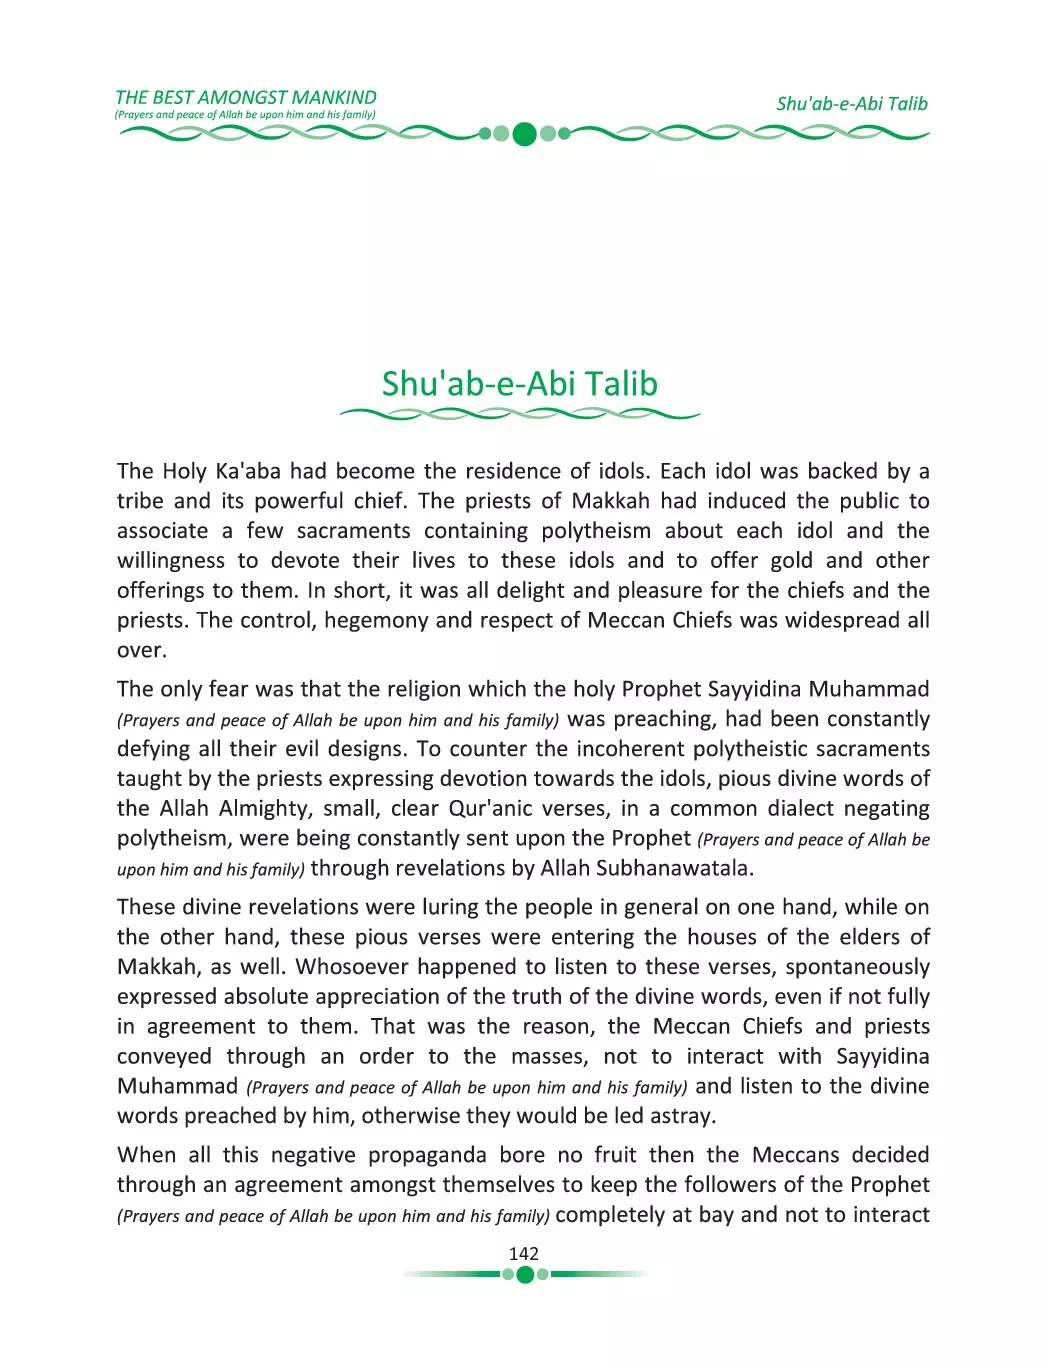 THE BEST AMONGST MANKIND
(Prayers and peace of Allah be upon him and his family)
Shu'ab-e-Abi Talib
Shu'ab-e-Abi Talib
The Holy Ka'aba had become the residence of idols. Each idol was backed by a
tribe and its powerful chief. The priests of Makkah had induced the public to
associate a few sacraments containing polytheism about each idol and the
willingness to devote their lives to these idols and to offer gold and other
offerings to them. In short, it was all delight and pleasure for the chiefs and the
priests. The control, hegemony and respect of Meccan Chiefs was widespread all
over.
The only fear was that the religion which the holy Prophet Sayyidina Muhammad
(Prayers and peace of Allah be upon him and his family) was preaching, had been constantly
defying all their evil designs. To counter the incoherent polytheistic sacraments
taught by the priests expressing devotion towards the idols, pious divine words of
the Allah Almighty, small, clear Qur'anic verses, in a common dialect negating
polytheism, were being constantly sent upon the Prophet (Prayers and peace of Allah be
upon him and his family) through revelations by Allah Subhanawatala.
These divine revelations were luring the people in general on one hand, while on
the other hand, these pious verses were entering the houses of the elders of
Makkah, as well. Whosoever happened to listen to these verses, spontaneously
expressed absolute appreciation of the truth of the divine words, even if not fully
in agreement to them. That was the reason, the Meccan Chiefs and priests
conveyed through an order to the masses, not to interact with Sayyidina
Muhammad (Prayers and peace of Allah be upon him and his family) and listen to the divine
words preached by him, otherwise they would be led astray.
When all this negative propaganda bore no fruit then the Meccans decided
through an agreement amongst themselves to keep the followers of the Prophet
(Prayers and peace of Allah be upon him and his family) completely at bay and not to interact
142